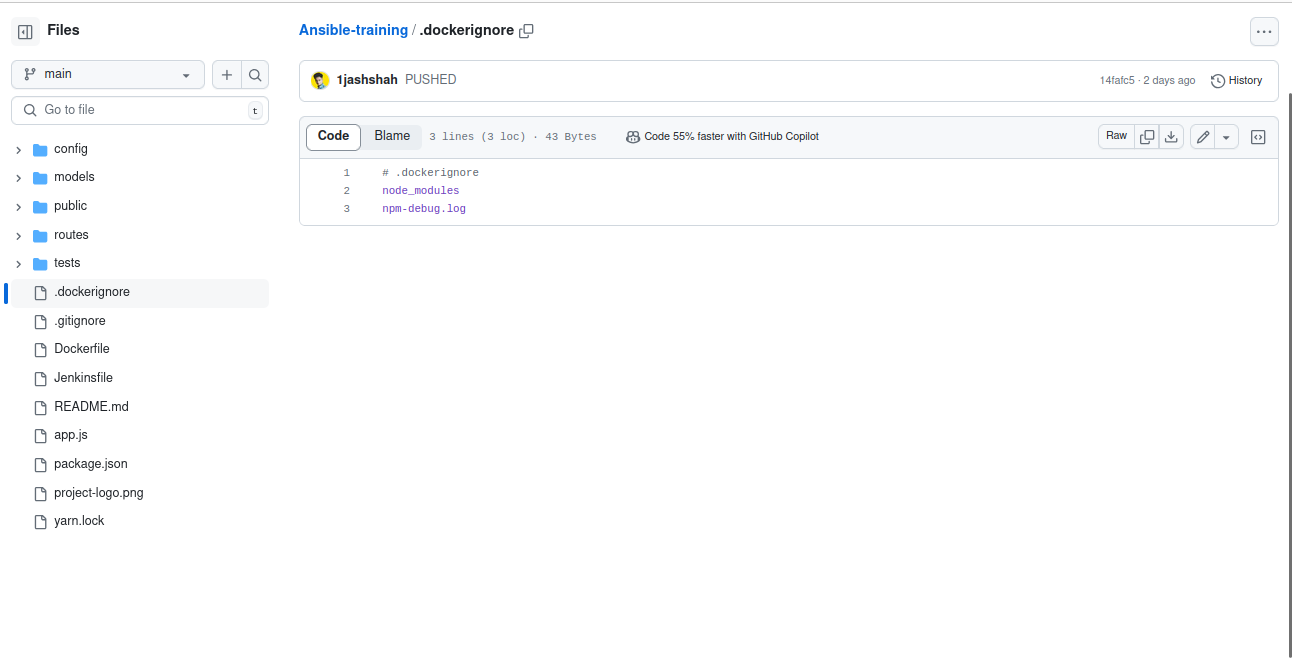 Files
main
Go to file
t
config
models
public
routes
tests
.dockerignore
.gitignore
Dockerfile
Jenkinsfile
README.md
app.js
package.json
project-logo.png
yarn.lock
Ansible-training / .dockerignore
1jashshah PUSHED
14fafc5 · 2 days ago
History
Code Blame 3 lines (3 loc) · 43 Bytes
Code 55% faster with GitHub Copilot
Raw
1 # .dockerignore
2 node_modules
3 npm-debug.log